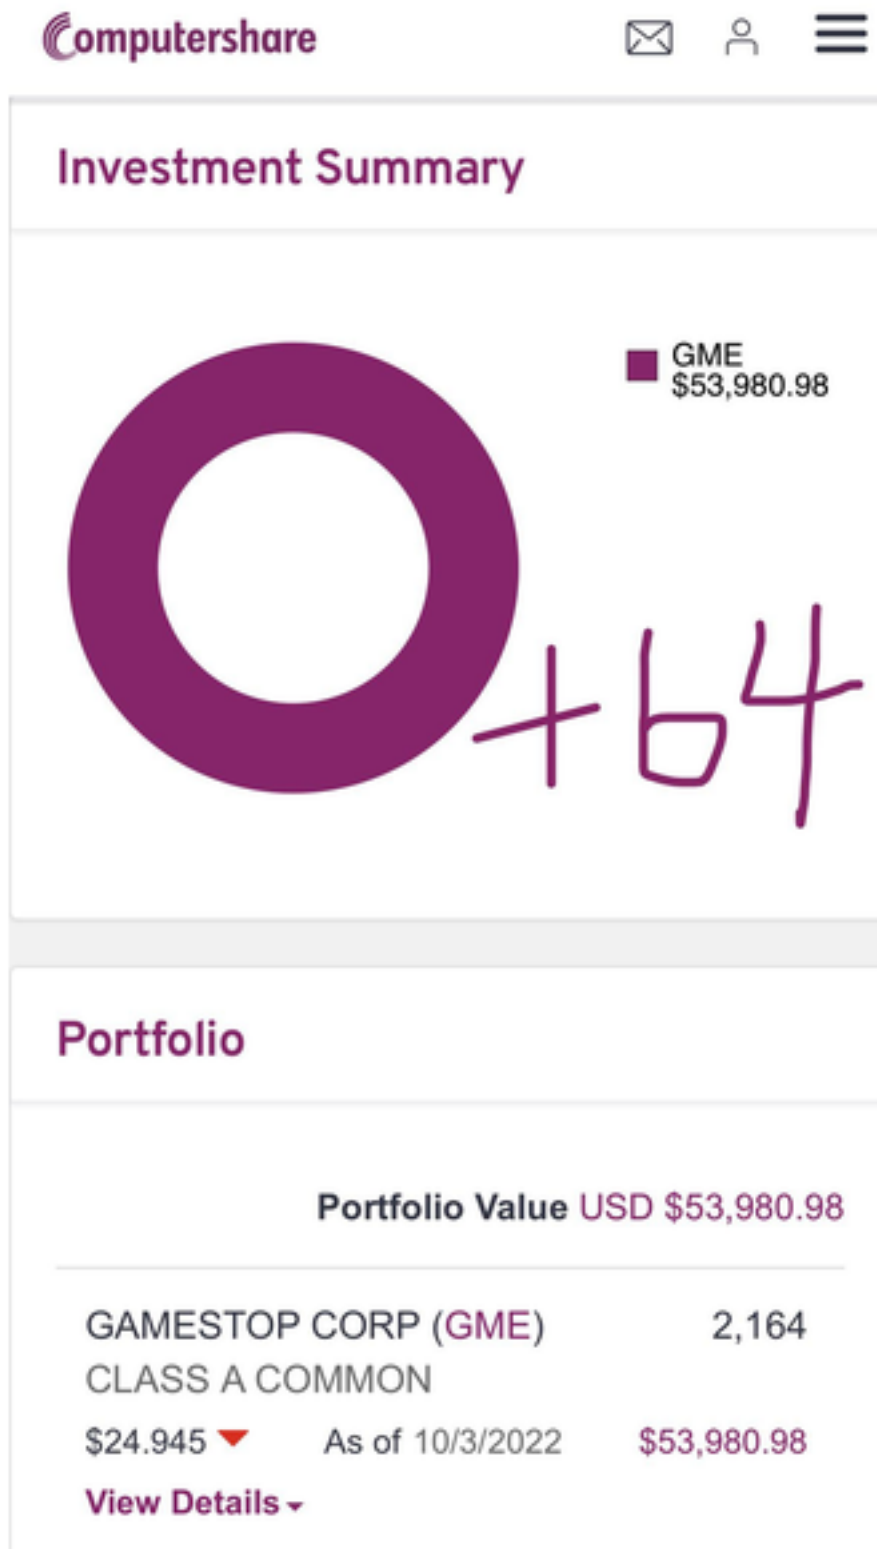 Computershare
Investment Summary
GME
$53,980.98
+64
Portfolio
Portfolio Value USD $53,980.98
GAMESTOP CORP (GME) 2,164
CLASS A COMMON
$24.945 As of 10/3/2022 $53,980.98
View Details